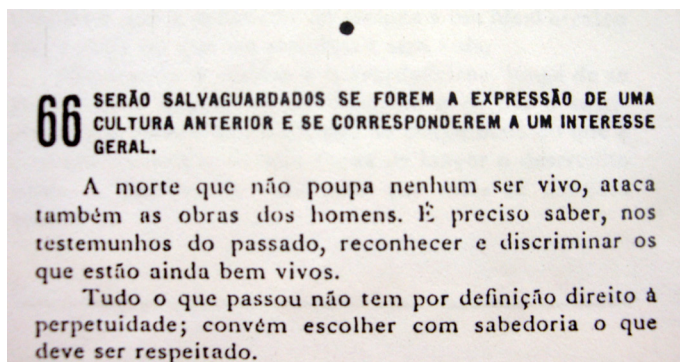 66 SERÃO SALVAGUARDADOS SE FOREM A EXPRESSÃO DE UMA
CULTURA ANTERIOR E SE CORRESPONDEREM A UM INTERESSE
GERAL.
A morte que não poupa nenhum ser vivo, ataca
também as obras dos homens. É preciso saber, nos
testemunhos do passado, reconhecer e discriminar os
que estão ainda bem vivos.
Tudo o que passou não tem por definição direito à
perpetuidade; convém escolher com sabedoria o que
deve ser respeitado.